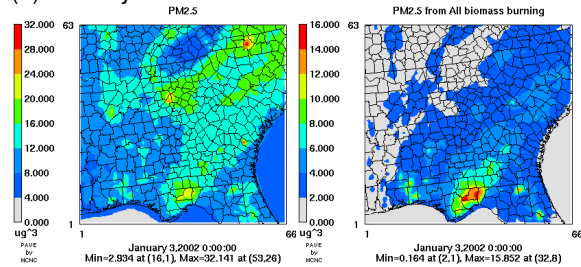 PM2.5
PM2.5 from All biomass burning
32.000
28.000
24.000
20.000
16.000
12.000
8.000
4.000
0.000
ug^3
PAVE
by
MCNC
63
1
1
66
January 3,2002 0:00:00
Min=2.934 at (16,1), Max=32.141 at (53,26)
16.000
14.000
12.000
10.000
8.000
6.000
4.000
2.000
0.000
ug^3
PAVE
by
MCNC
63
1
1
66
January 3,2002 0:00:00
Min=0.164 at (2,1), Max=15.852 at (32,8)